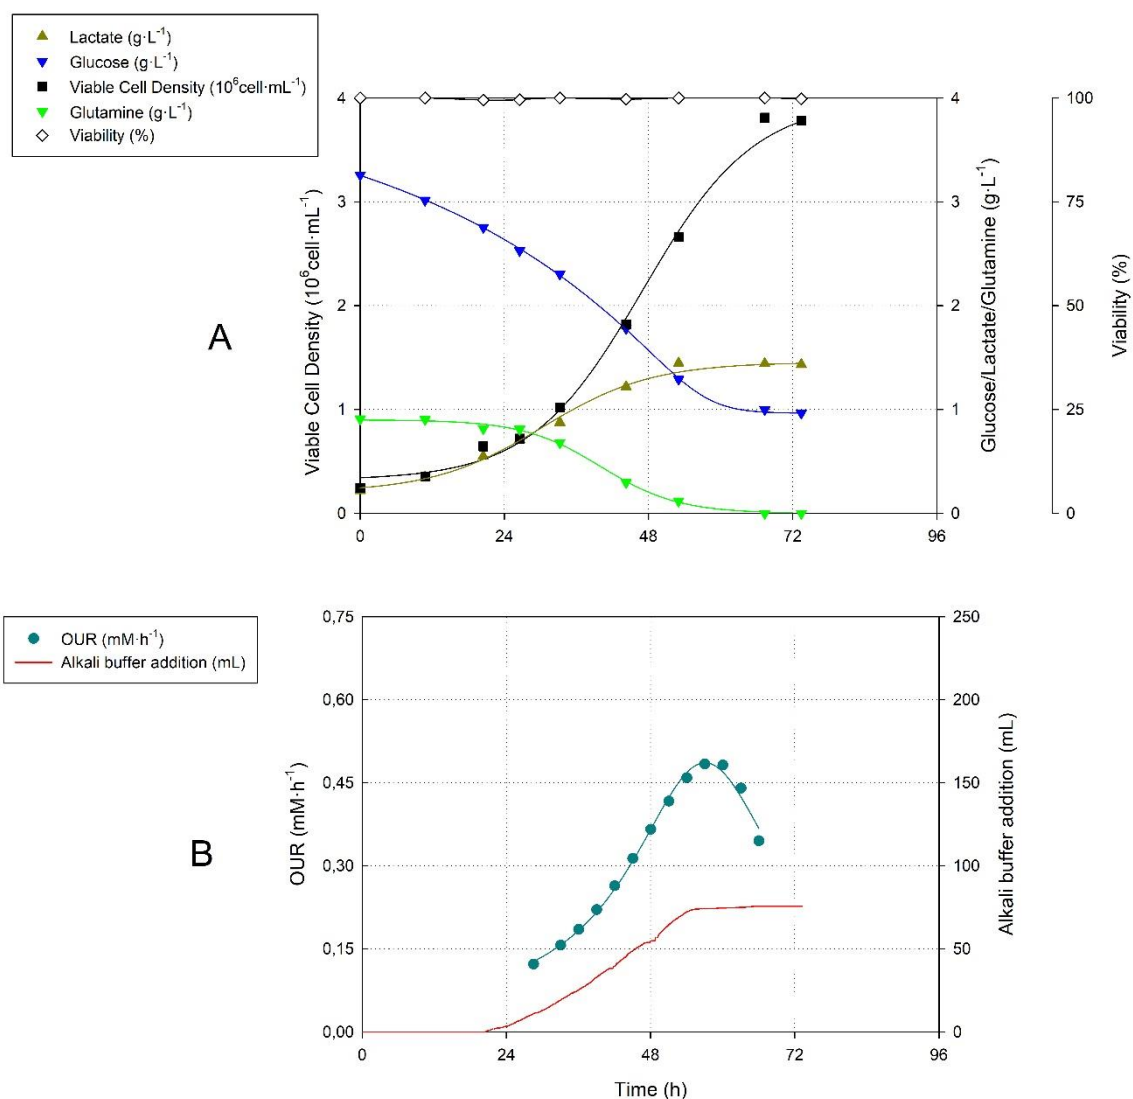 Lactate (g·L⁻¹)
Glucose (g·L⁻¹)
Viable Cell Density (10⁶cell·mL⁻¹)
Glutamine (g·L⁻¹)
Viability (%)
A
Viable Cell Density (10⁶cell·mL⁻¹)
4
3
2
1
0
0
24
48
72
96
4
3
2
1
0
Glucose/Lactate/Glutamine (g·L⁻¹)
100
75
50
25
0
Viability (%)
OUR (mM·h⁻¹)
Alkali buffer addition (mL)
B
OUR (mM·h⁻¹)
0,75
0,60
0,45
0,30
0,15
0,00
0
24
48
72
96
Time (h)
250
200
150
100
50
0
Alkali buffer addition (mL)